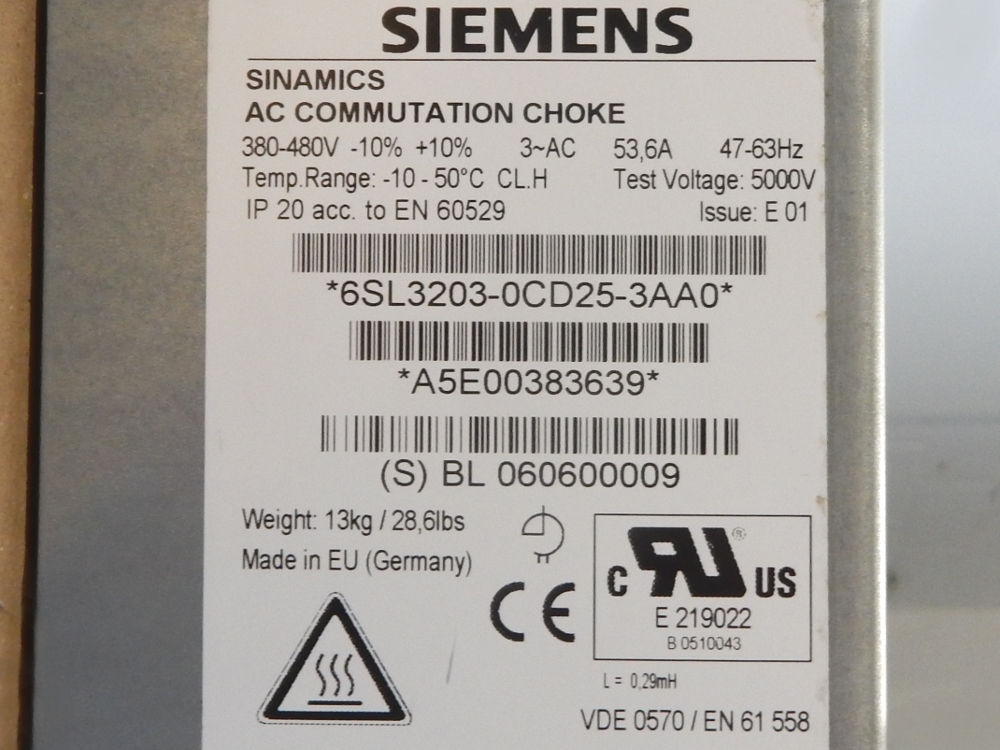 SIEMENS
SINAMICS
AC COMMUTATION CHOKE
380-480V -10% +10% 3~AC 53,6A 47-63Hz
Temp.Range: -10 - 50°C CL.H Test Voltage: 5000V
IP 20 acc. to EN 60529 Issue: E 01
*6SL3203-0CD25-3AA0*
*A5E00383639*
(S) BL 060600009
Weight: 13kg / 28,6lbs
Made in EU (Germany)
CE
c RU ® US
E 219022
B 0510043
L = 0,29mH
VDE 0570 / EN 61 558